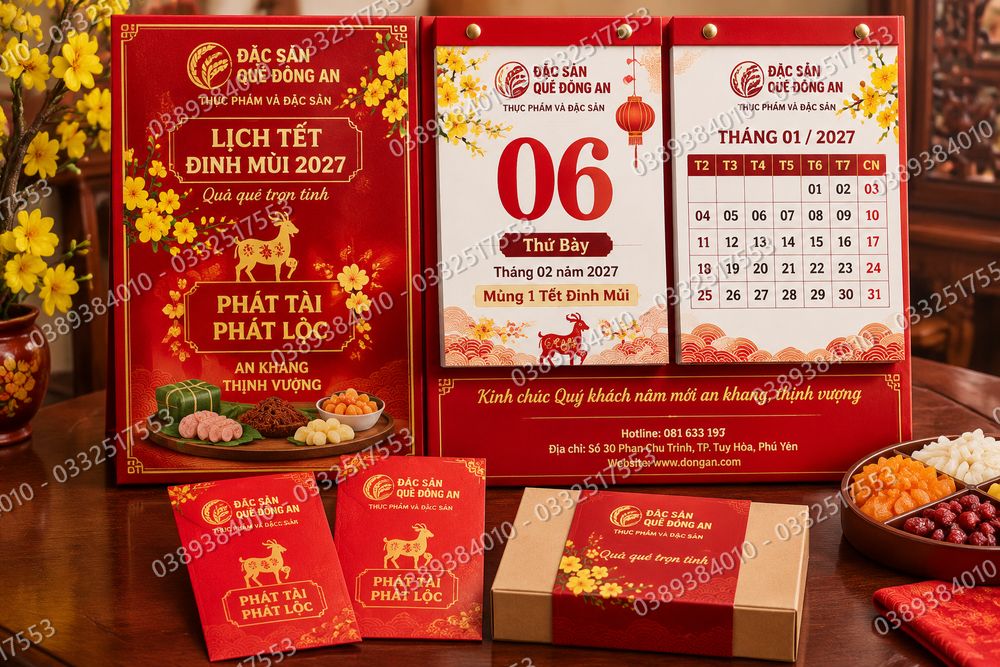 ĐẶC SẢN
QUÊ ĐÔNG AN
THỰC PHẨM VÀ ĐẶC SẢN
LỊCH TẾT
ĐINH MÙI 2027
Quà quê trọn tình
PHÁT TÀI
PHÁT LỘC
AN KHANG
THỊNH VƯỢNG
ĐẶC SẢN
QUÊ ĐÔNG AN
THỰC PHẨM VÀ ĐẶC SẢN
06
Thứ Bảy
Tháng 02 năm 2027
Mùng 1 Tết Đinh Mùi
ĐẶC SẢN
QUÊ ĐÔNG AN
THỰC PHẨM VÀ ĐẶC SẢN
THÁNG 01 / 2027
T2 T3 T4 T5 T6 T7 CN
01 02 03
04 05 06 07 08 09 10
11 12 13 14 15 16 17
18 19 20 21 22 23 24
25 26 27 28 29 30 31
Kính chúc Quý khách năm mới an khang, thịnh vượng
Hotline: 081 633 193
Địa chỉ: Số 30 Phan Chu Trinh, TP. Tuy Hòa, Phú Yên
Website: www.dongan.com
ĐẶC SẢN
QUÊ ĐÔNG AN
THỰC PHẨM VÀ ĐẶC SẢN
PHÁT TÀI
PHÁT LỘC
ĐẶC SẢN
QUÊ ĐÔNG AN
THỰC PHẨM VÀ ĐẶC SẢN
PHÁT TÀI
PHÁT LỘC
ĐẶC SẢN
QUÊ ĐÔNG AN
THỰC PHẨM VÀ ĐẶC SẢN
Quà quê trọn tình
0389384010 - 0332517553